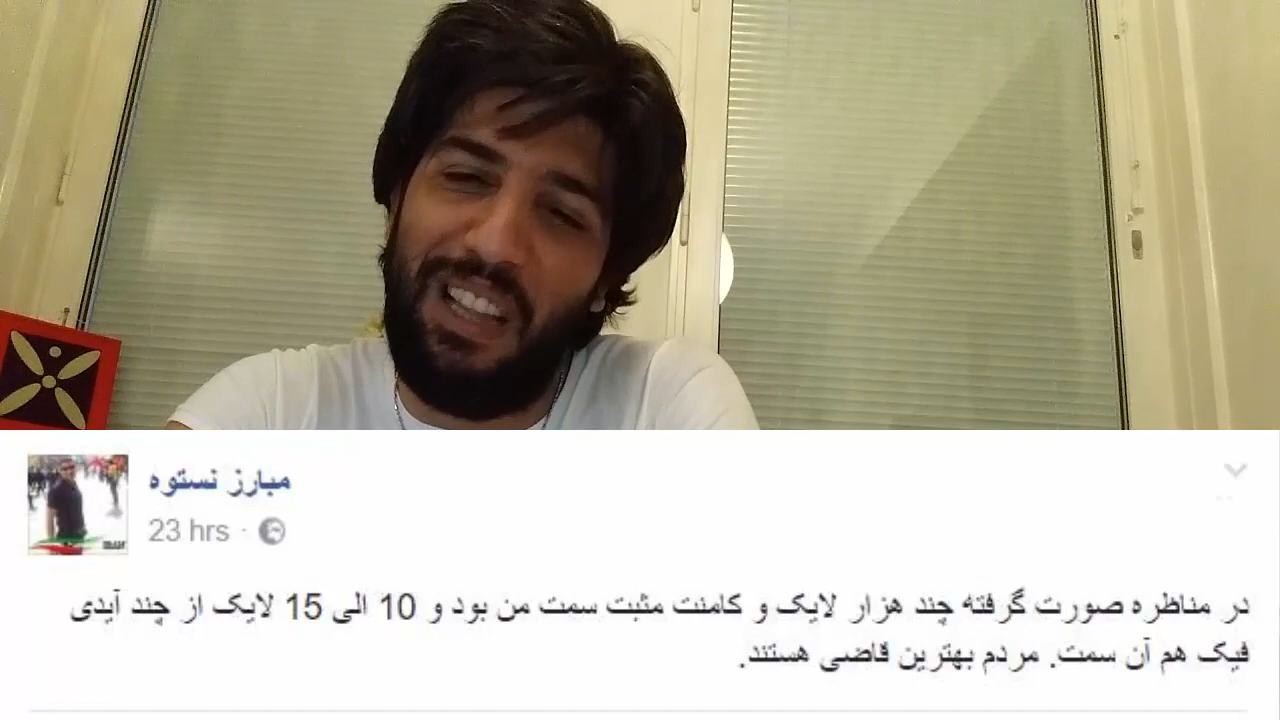 مبارز نستوه
23 hrs ·
در مناظره صورت گرفته چند هزار لایک و کامنت مثبت سمت من بود و 10 الی 15 لایک از چند آیدی
فیک هم آن سمت. مردم بهترین قاضی هستند.